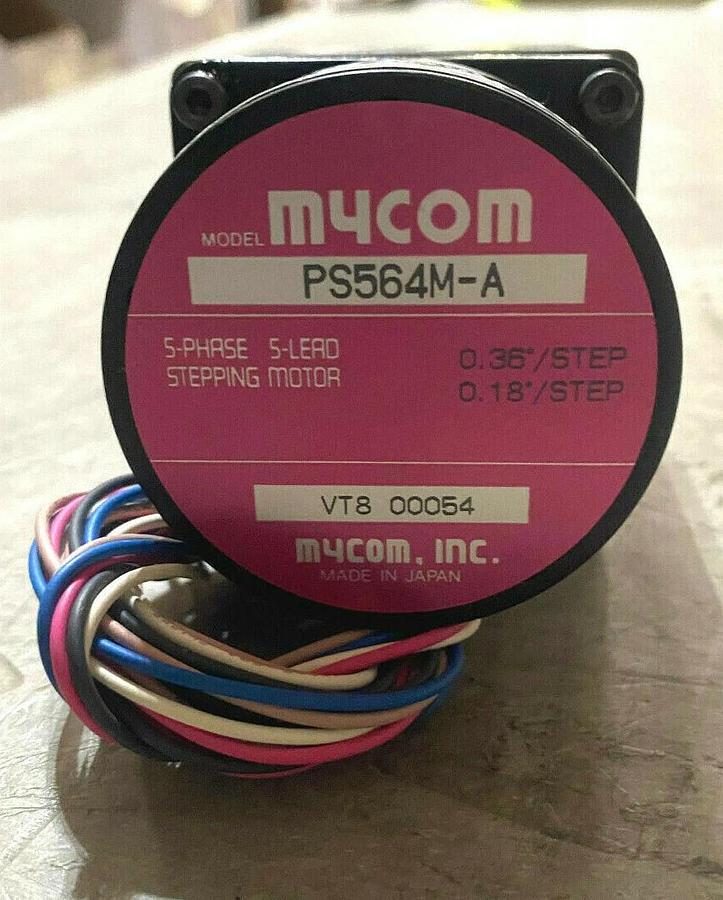 MODEL mycom
PS564M-A
5-PHASE 5-LEAD
STEPPING MOTOR
0.36°/STEP
0.18°/STEP
VT8 00054
mycom, INC.
MADE IN JAPAN